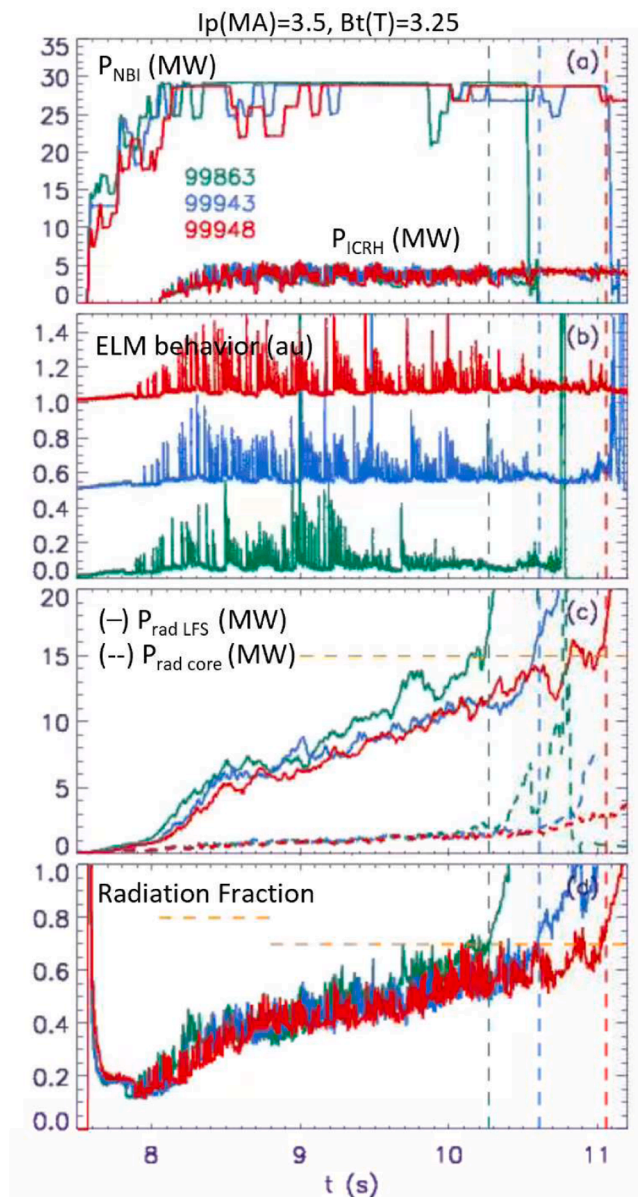 Ip(MA)=3.5, Bt(T)=3.25
35
30
25
20
15
10
5
0
P_NBI (MW)
(a)
99863
99943
99948
P_ICRH (MW)
1.4
1.2
1.0
0.8
0.6
0.4
0.2
0.0
ELM behavior (au)
(b)
20
15
10
5
0
(–) P_rad LFS (MW)
(--) P_rad core (MW)
(c)
1.0
0.8
0.6
0.4
0.2
0.0
Radiation Fraction
(d)
8 9 10 11
t (s)